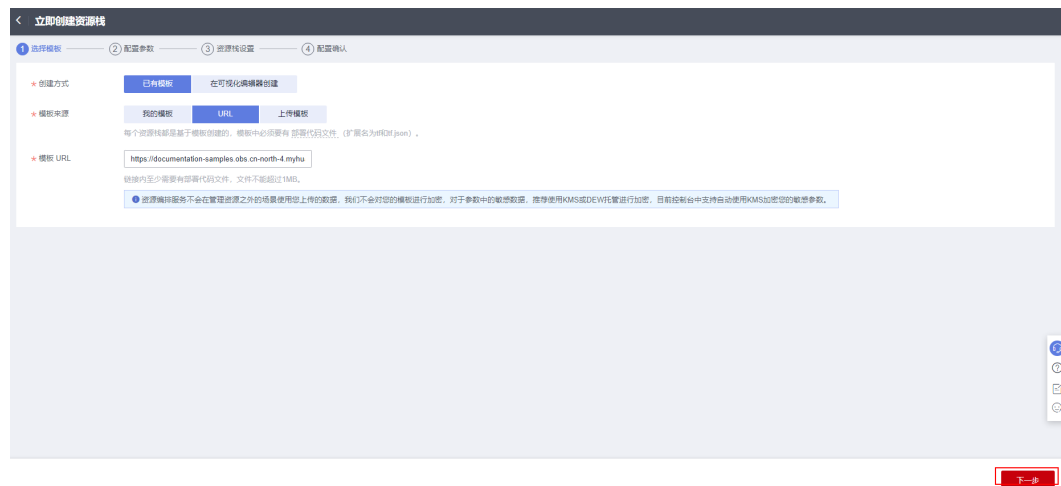 立即创建资源栈
1 选择模板 2 配置参数 3 资源栈设置 4 配置确认
* 创建方式 已有模板 在可视化编辑器创建
* 模板来源 我的模板 URL 上传模板
每个资源栈都是基于模板创建的，模板中必须要有 部署代码文件 （扩展名为tf和tf.json）。
* 模板 URL https://documentation-samples.obs.cn-north-4.myhu
链接内至少需要有部署代码文件，文件不能超过1MB。
资源编排服务不会在管理资源之外的场景使用您上传的数据，我们不会对您的模板进行加密，对于参数中的敏感数据，推荐使用KMS或DEW托管进行加密，目前控制台中支持自动使用KMS加密您的敏感参数。
下一步